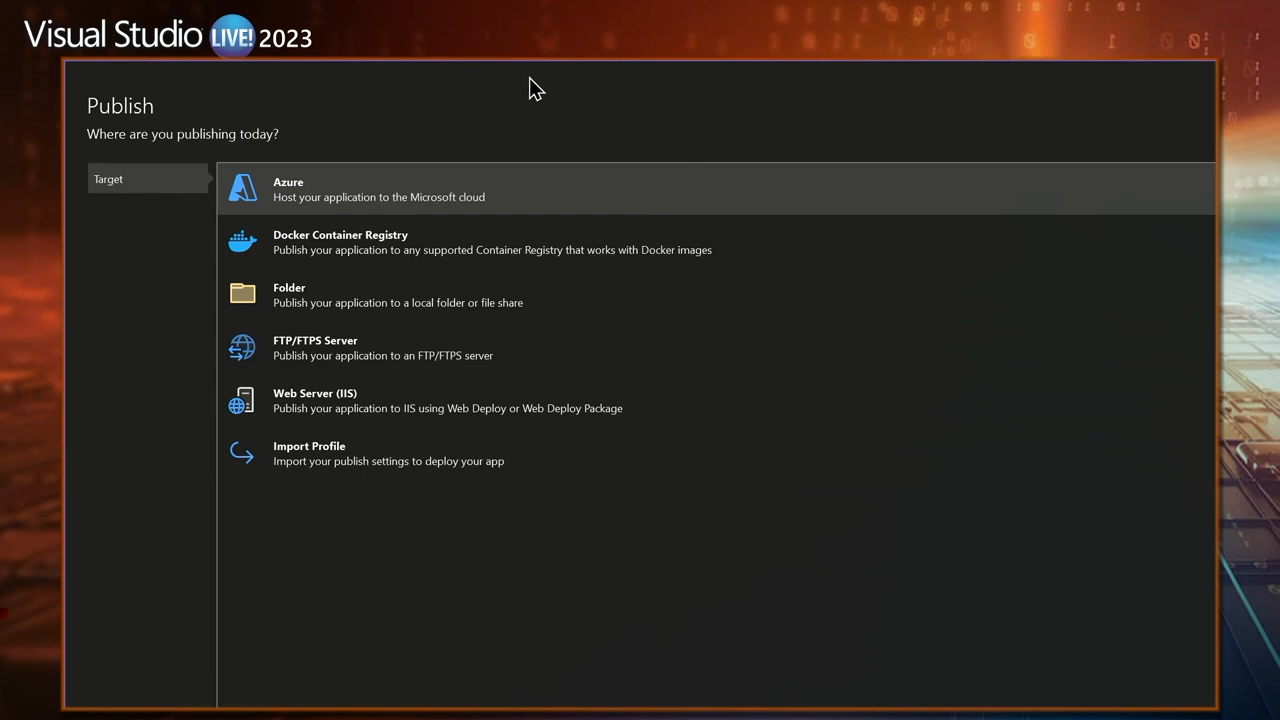 Visual Studio LIVE! 2023
Publish
Where are you publishing today?
Target
Azure
Host your application to the Microsoft cloud
Docker Container Registry
Publish your application to any supported Container Registry that works with Docker images
Folder
Publish your application to a local folder or file share
FTP/FTPS Server
Publish your application to an FTP/FTPS server
Web Server (IIS)
Publish your application to IIS using Web Deploy or Web Deploy Package
Import Profile
Import your publish settings to deploy your app